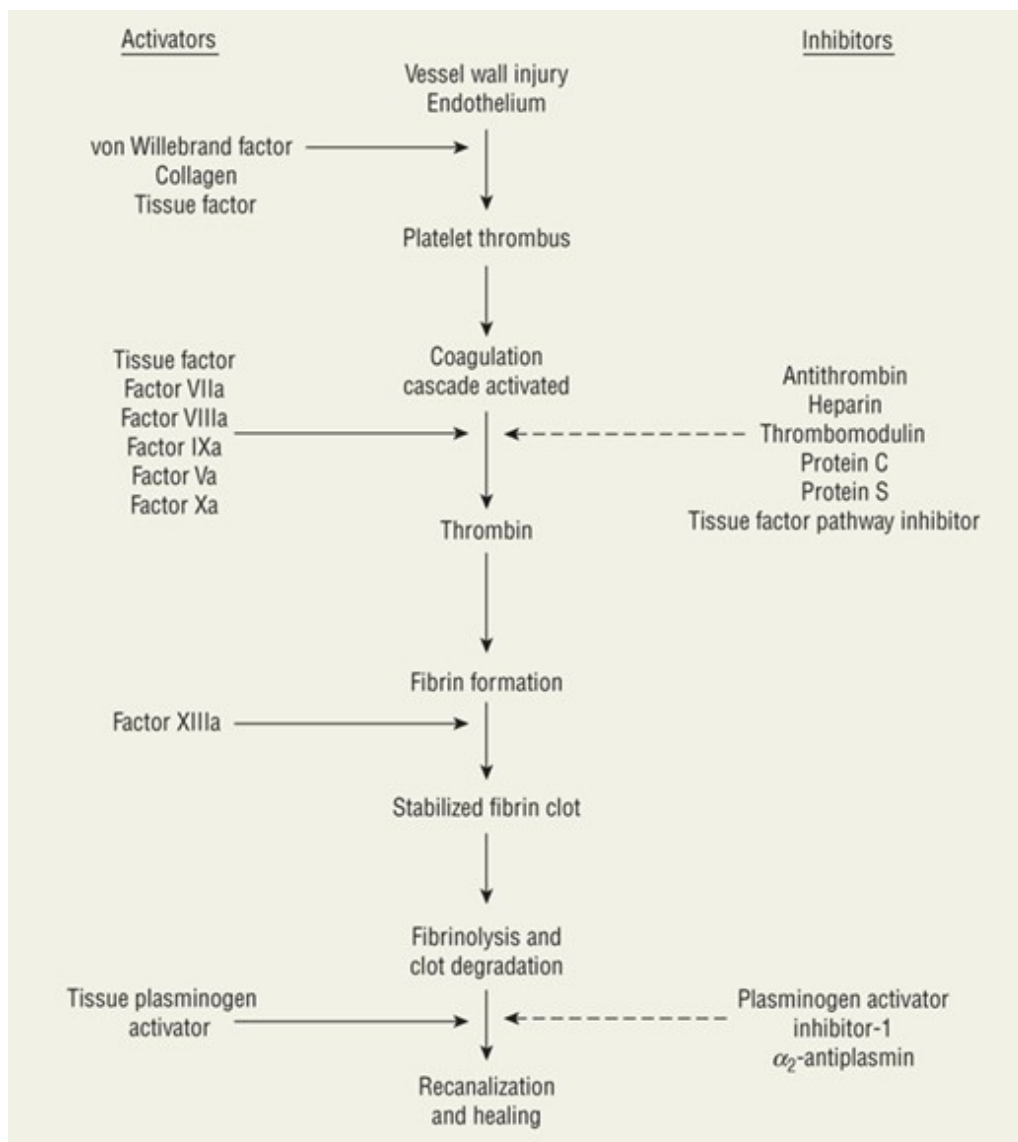 Activators
Inhibitors
Vessel wall injury
Endothelium
von Willebrand factor
Collagen
Tissue factor
Platelet thrombus
Coagulation
cascade activated
Tissue factor
Factor VIIa
Factor VIIIa
Factor IXa
Factor Va
Factor Xa
Antithrombin
Heparin
Thrombomodulin
Protein C
Protein S
Tissue factor pathway inhibitor
Thrombin
Fibrin formation
Factor XIIIa
Stabilized fibrin clot
Fibrinolysis and
clot degradation
Tissue plasminogen
activator
Plasminogen activator
inhibitor-1
α₂-antiplasmin
Recanalization
and healing